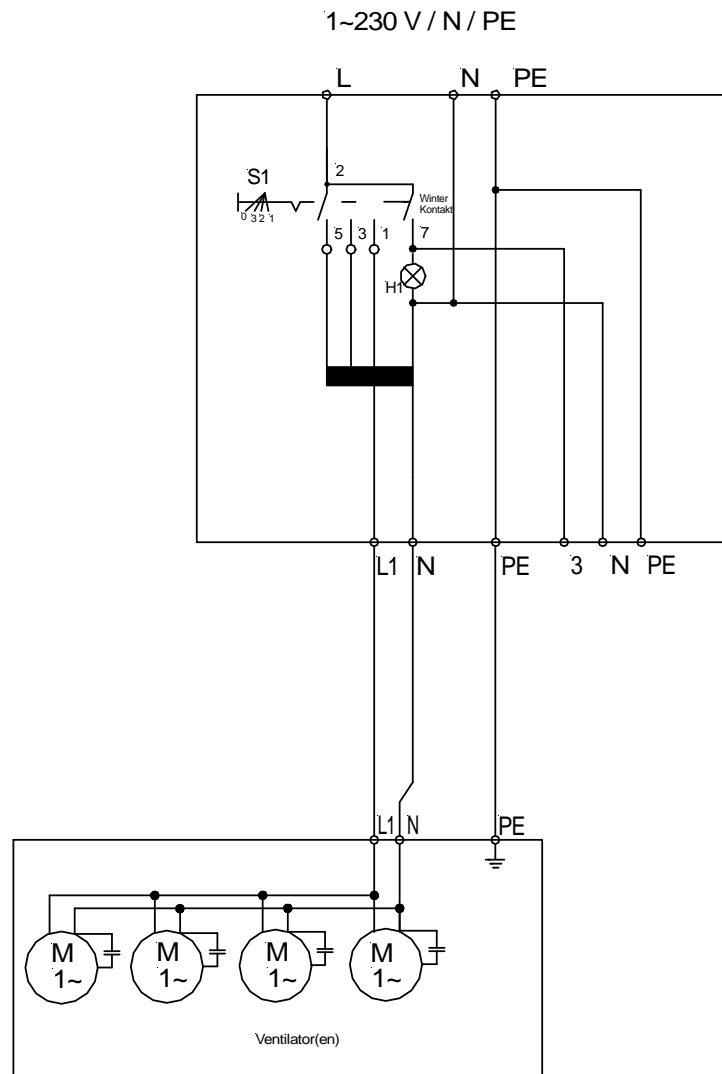 1~230 V / N / PE
L N PE
2
S1
0 3 2 1
Winter
Kontakt
5 3 1 7
H1
L1 N PE 3 N PE
L1 N PE
M M M M
1~ 1~ 1~ 1~
Ventilator(en)